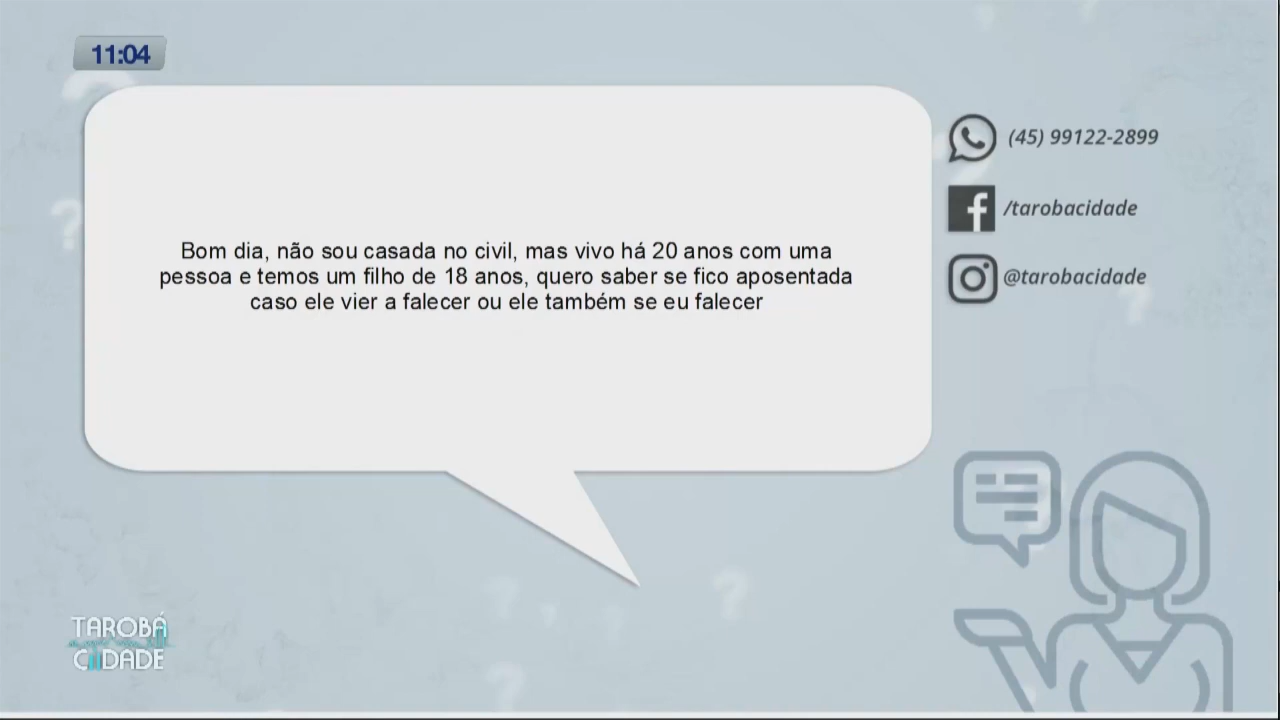 11:04
Bom dia, não sou casada no civil, mas vivo há 20 anos com uma
pessoa e temos um filho de 18 anos, quero saber se fico aposentada
caso ele vier a falecer ou ele também se eu falecer
(45) 99122-2899
/tarobacidade
@tarobacidade
TAROBÁ
CIDADE